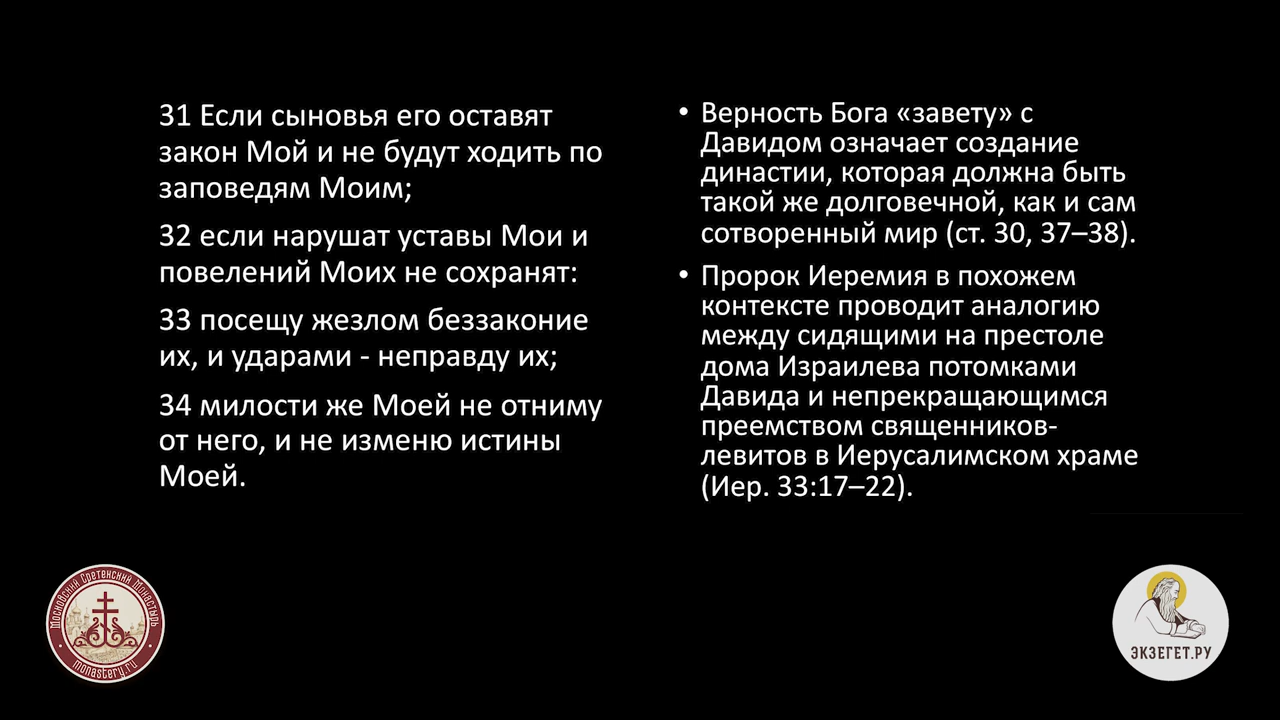 31 Если сыновья его оставят
закон Мой и не будут ходить по
заповедям Моим;
32 если нарушат уставы Мои и
повелений Моих не сохранят:
33 посещу жезлом беззаконие
их, и ударами - неправду их;
34 милости же Моей не отниму
от него, и не изменю истины
Моей.
• Верность Бога «завету» с
Давидом означает создание
династии, которая должна быть
такой же долговечной, как и сам
сотворенный мир (ст. 30, 37–38).
• Пророк Иеремия в похожем
контексте проводит аналогию
между сидящими на престоле
дома Израилева потомками
Давида и непрекращающимся
преемством священников-
левитов в Иерусалимском храме
(Иер. 33:17–22).
Московский Сретенский Монастырь
monastery.ru
ЭКЗЕГЕТ.РУ